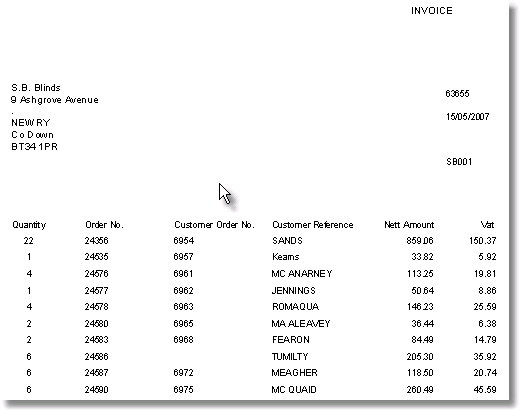 INVOICE
S.B. Blinds
9 Ashgrove Avenue
63655
.
15/05/2007
NEWRY
Co Down
BT34 1PR
SB001
Quantity Order No. Customer Order No. Customer Reference Nett Amount Vat
22 24356 6954 SANDS 859.06 150.37
1 24535 6957 Kearns 33.82 5.92
4 24576 6961 MC ANARNEY 113.25 19.81
1 24577 6962 JENNINGS 50.64 8.86
4 24578 6963 ROMAQUA 146.23 25.59
2 24580 6965 MA ALEAVEY 36.44 6.38
2 24583 6968 FEARON 84.49 14.79
6 24586 TUMILTY 205.30 35.92
6 24587 6972 MEAGHER 118.50 20.74
6 24590 6975 MC QUAID 260.49 45.59